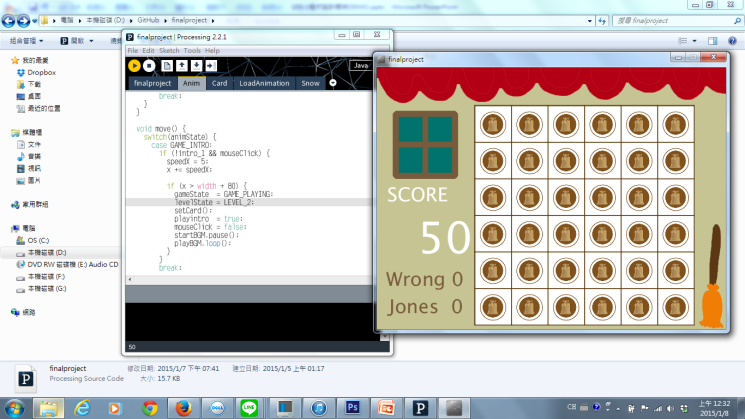 電腦 ▸ 本機磁碟 (D:) ▸ GitHub ▸ finalproject ▸
搜尋 finalproject
組合管理
開啟
我的最愛
Dropbox
下載
桌面
最近的位置
媒體櫃
文件
音樂
視訊
圖片
家用群組
電腦
OS (C:)
本機磁碟 (D:)
DVD RW 磁碟機 (E:) Audio CD
本機磁碟 (F:)
本機磁碟 (G:)
網路
finalproject | Processing 2.2.1
File Edit Sketch Tools Help
Java
finalproject Anim Card LoadAnimation Snow
break;
}
}
void move() {
switch(animState) {
case GAME_INTRO:
if (!intro_1 && mouseClick) {
speedX = 5;
x += speedX;
if (x > width + 80) {
gameState = GAME_PLAYING;
levelState = LEVEL_2;
setCard();
playintro = true;
mouseClick = false;
startBGM.pause();
playBGM.loop();
}
}
break;
50
finalproject
SCORE
50
Wrong 0
Jones 0
finalproject
Processing Source Code
修改日期: 2015/1/7 下午 07:41
大小: 15.7 KB
建立日期: 2015/1/5 上午 01:17
CH
上午 12:32
2015/1/8